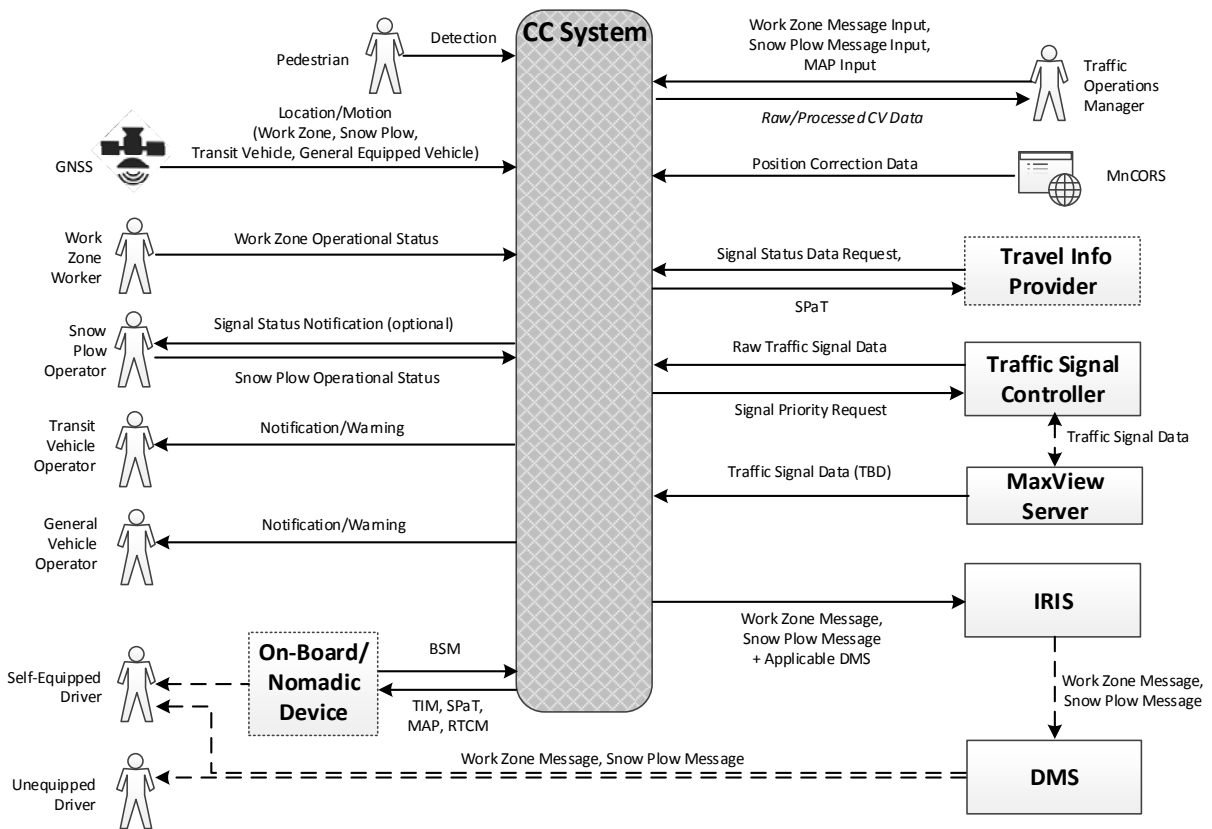 CC System
Pedestrian
Detection
GNSS
Location/Motion
(Work Zone, Snow Plow,
Transit Vehicle, General Equipped Vehicle)
Work
Zone
Worker
Work Zone Operational Status
Snow
Plow
Operator
Signal Status Notification (optional)
Snow Plow Operational Status
Transit
Vehicle
Operator
Notification/Warning
General
Vehicle
Operator
Notification/Warning
Self-Equipped
Driver
On-Board/
Nomadic
Device
BSM
TIM, SPaT,
MAP, RTCM
Unequipped
Driver
Work Zone Message, Snow Plow Message
Work Zone Message Input,
Snow Plow Message Input,
MAP Input
Raw/Processed CV Data
Traffic
Operations
Manager
Position Correction Data
MnCORS
Signal Status Data Request,
SPaT
Travel Info
Provider
Raw Traffic Signal Data
Signal Priority Request
Traffic Signal
Controller
Traffic Signal Data
Traffic Signal Data (TBD)
MaxView
Server
Work Zone Message,
Snow Plow Message
+ Applicable DMS
IRIS
Work Zone Message,
Snow Plow Message
DMS